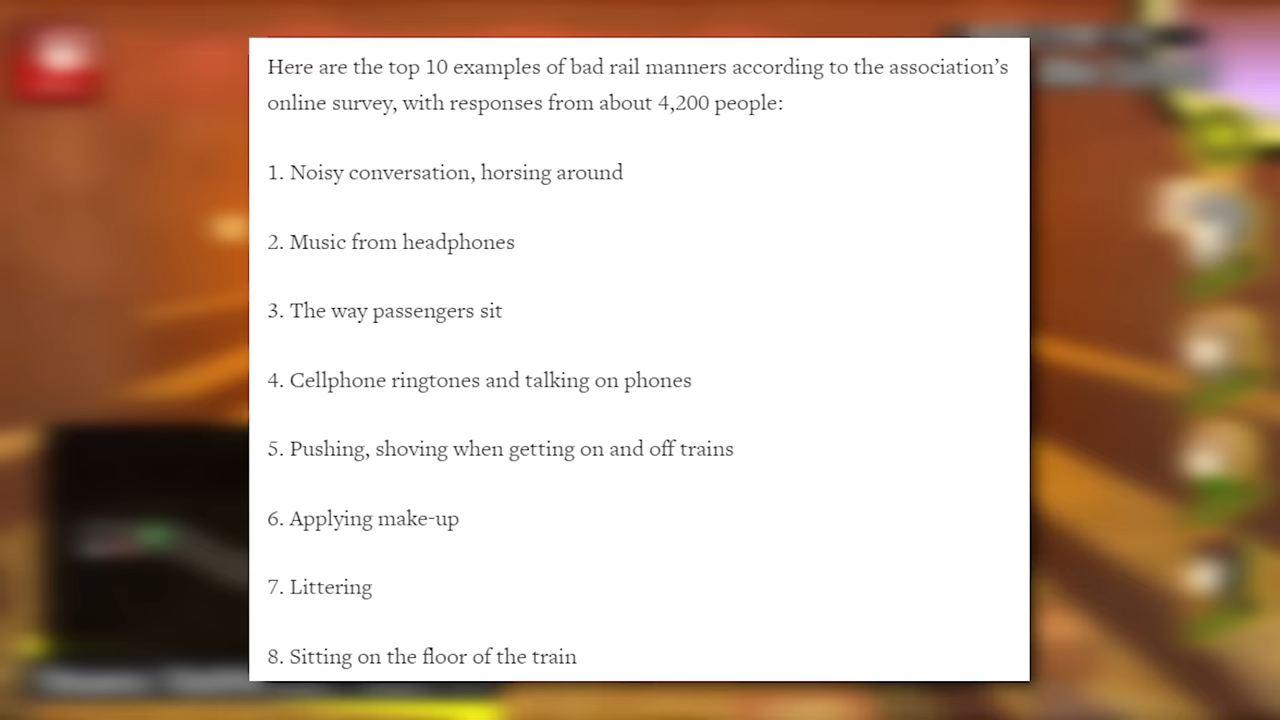 Here are the top 10 examples of bad rail manners according to the association’s
online survey, with responses from about 4,200 people:
1. Noisy conversation, horsing around
2. Music from headphones
3. The way passengers sit
4. Cellphone ringtones and talking on phones
5. Pushing, shoving when getting on and off trains
6. Applying make-up
7. Littering
8. Sitting on the floor of the train